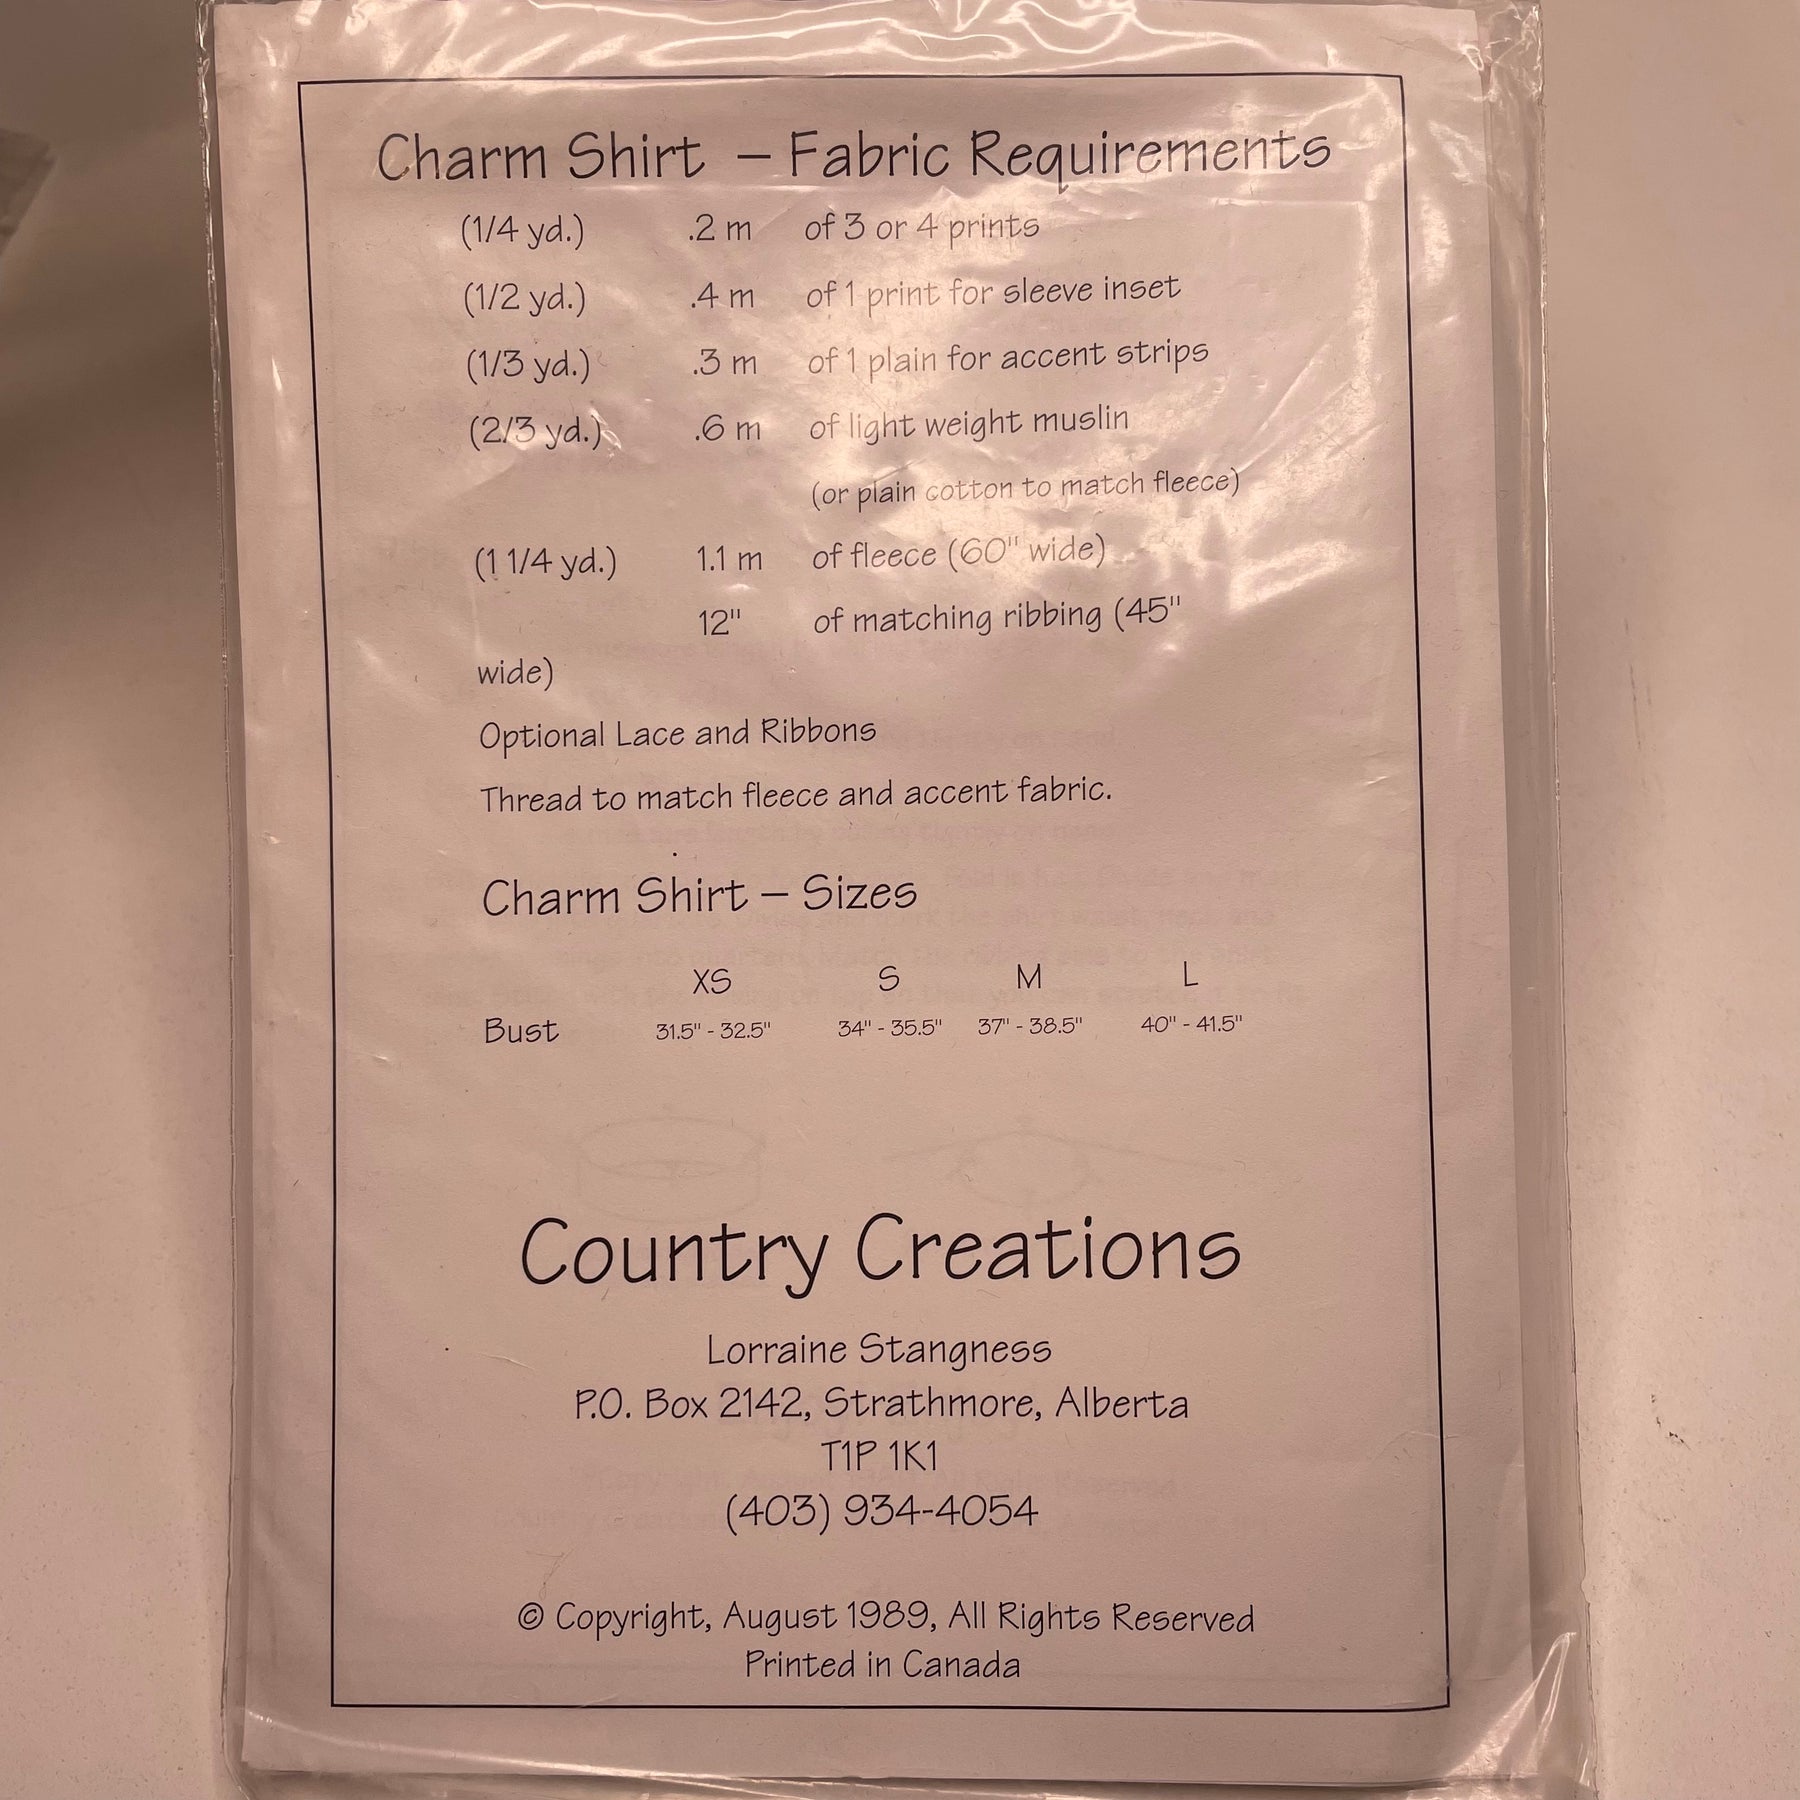 Charm Shirt – Fabric Requirements
(1/4 yd.) .2 m of 3 or 4 prints
(1/2 yd.) .4 m of 1 print for sleeve inset
(1/3 yd.) .3 m of 1 plain for accent strips
(2/3 yd.) .6 m of light weight muslin
(or plain cotton to match fleece)
(1 1/4 yd.) 1.1 m of fleece (60" wide)
12" of matching ribbing (45"
wide)
Optional Lace and Ribbons
Thread to match fleece and accent fabric.
Charm Shirt – Sizes
XS S M L
Bust 31.5" - 32.5" 34" - 35.5" 37" - 38.5" 40" - 41.5"
Country Creations
Lorraine Stangness
P.O. Box 2142, Strathmore, Alberta
T1P 1K1
(403) 934-4054
© Copyright, August 1989, All Rights Reserved
Printed in Canada